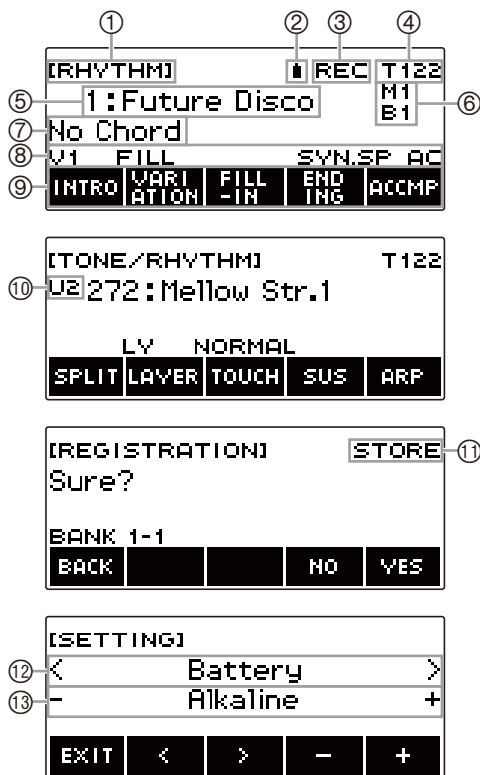 ① ② ③ ④
[RHYTHM] REC T122
⑤ 1:Future Disco M1 ⑥
B1
⑦ No Chord
⑧ V1 FILL SYN.SP AC
⑨ INTRO VARI ATION FILL -IN END ING ACCMP
[TONE/RHYTHM] T122
⑩ U2 272:Mellow Str.1
LY NORMAL
SPLIT LAYER TOUCH SUS ARP
[REGISTRATION] STORE ⑪
Sure?
BANK 1-1
BACK NO YES
[SETTING]
⑫ < Battery >
⑬ - Alkaline +
EXIT < > - +